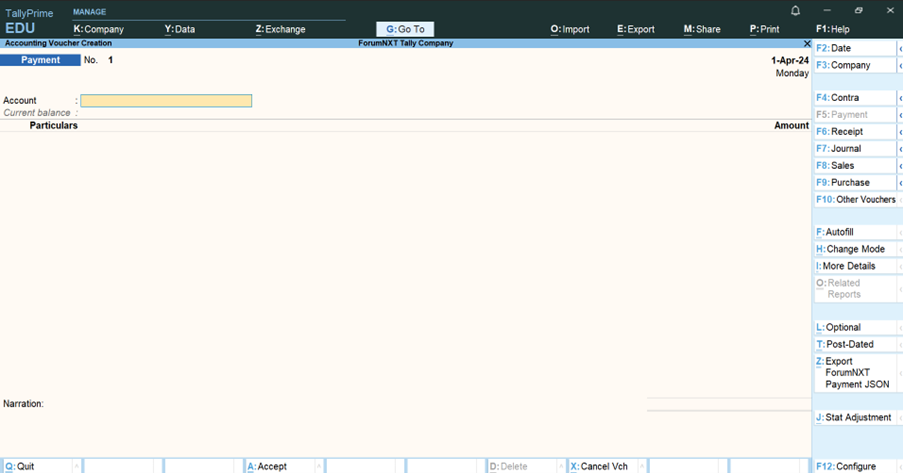 TallyPrime
MANAGE
EDU
K:Company
Y:Data
Z:Exchange
G:Go To
O:Import
E:Export
M:Share
P:Print
F1:Help
Accounting Voucher Creation
ForumNXT Tally Company
Payment
No. 1
1-Apr-24
Monday
Account :
Current balance :
Particulars
Amount
Narration:
F2:Date
F3:Company
F4:Contra
F5:Payment
F6:Receipt
F7:Journal
F8:Sales
F9:Purchase
F10:Other Vouchers
F:Autofill
H:Change Mode
I:More Details
O:Related
Reports
L:Optional
T:Post-Dated
Z:Export
ForumNXT
Payment JSON
J:Stat Adjustment
Q:Quit
A:Accept
D:Delete
X:Cancel Vch
F12:Configure